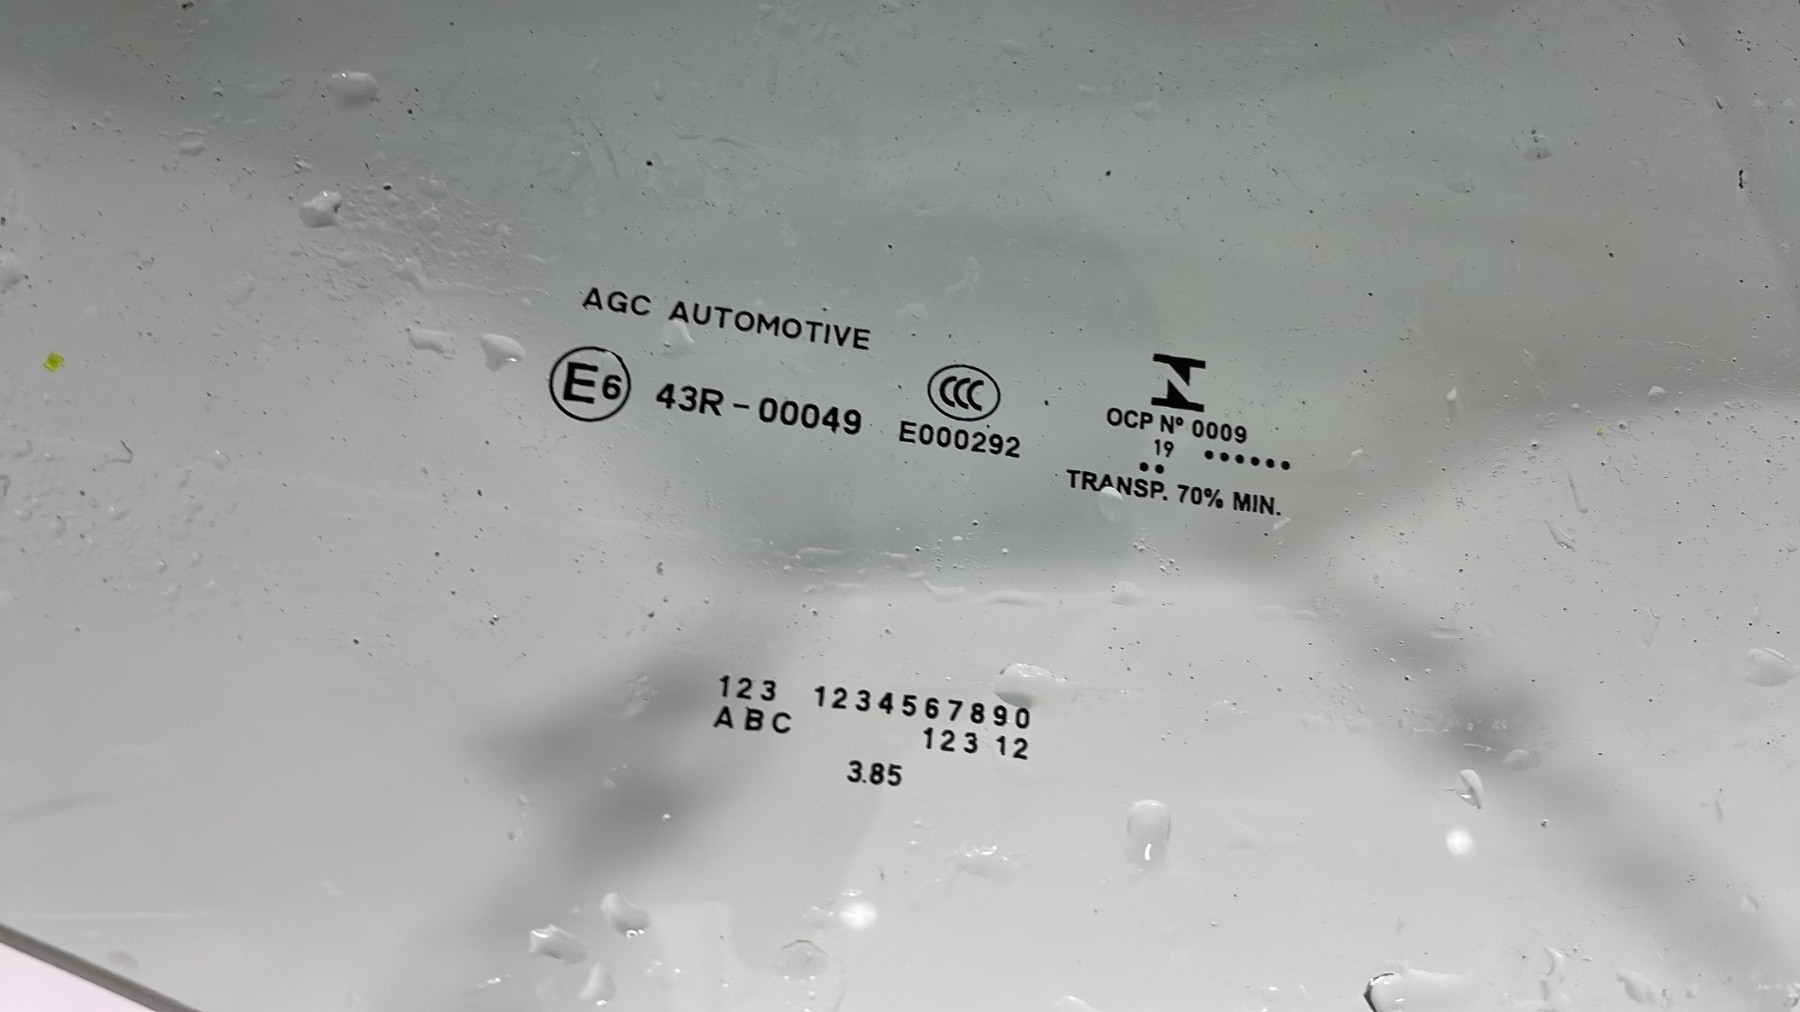 AGC AUTOMOTIVE
E6 43R-00049
CCC
E000292
OCP Nº 0009
19 ••••••
••
TRANSP. 70% MIN.
123 1234567890
ABC 123 12
3.85